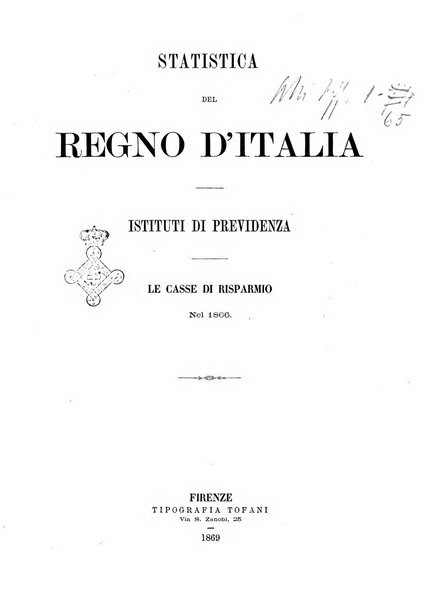 STATISTICA
DEL
REGNO D'ITALIA
ISTITUTI DI PREVIDENZA
LE CASSE DI RISPARMIO
Nel 1866.
FIRENZE
TIPOGRAFIA TOFANI
Via S. Zanobi, 25
1869